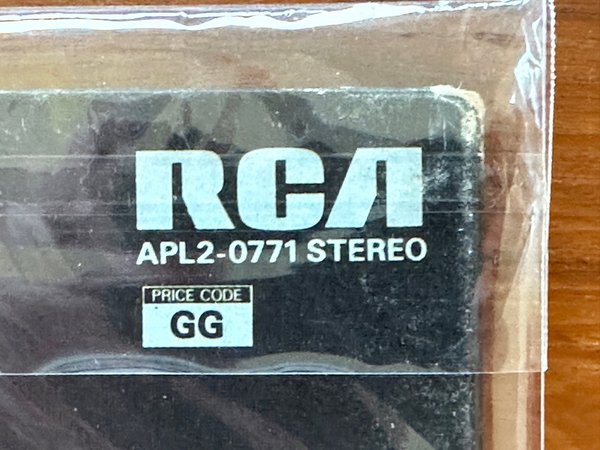 RCA
APL2-0771 STEREO
PRICE CODE
GG